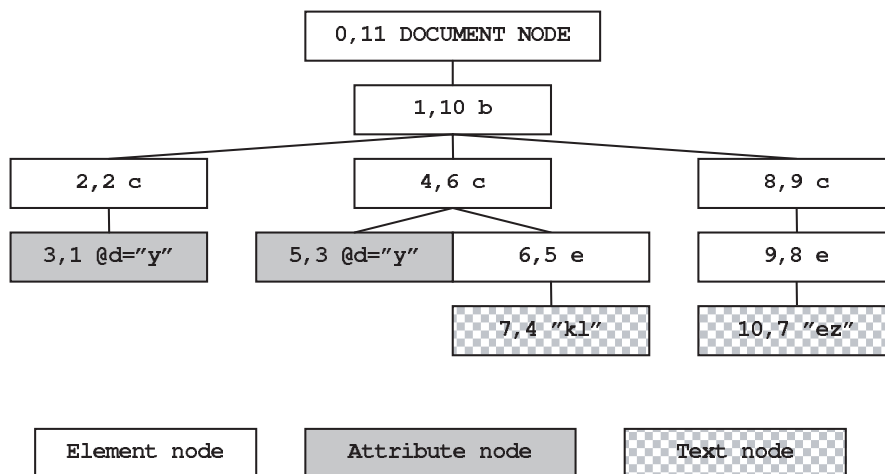 0,11 DOCUMENT NODE
1,10 b
2,2 c
4,6 c
8,9 c
3,1 @d=”y”
5,3 @d=”y”
6,5 e
9,8 e
7,4 ”kl”
10,7 ”ez”
Element node
Attribute node
Text node